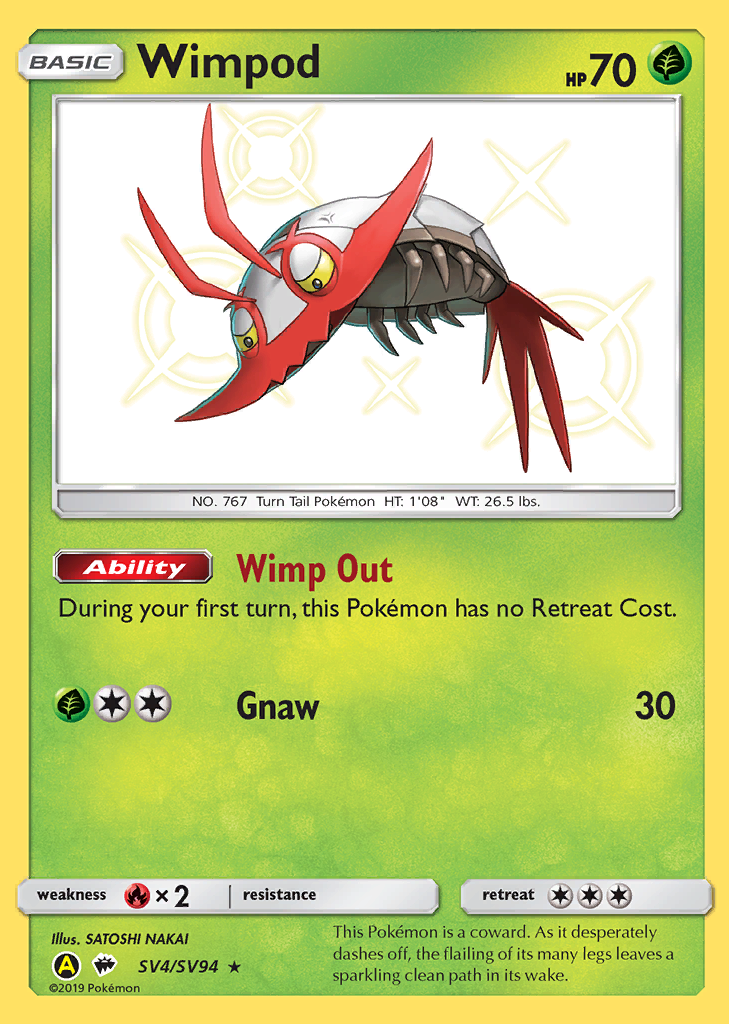 BASIC Wimpod HP 70
NO. 767 Turn Tail Pokémon HT: 1'08" WT: 26.5 lbs.
Ability Wimp Out
During your first turn, this Pokémon has no Retreat Cost.
Gnaw 30
weakness × 2 resistance retreat
Illus. SATOSHI NAKAI
A SV4/SV94 ★
©2019 Pokémon
This Pokémon is a coward. As it desperately
dashes off, the flailing of its many legs leaves a
sparkling clean path in its wake.